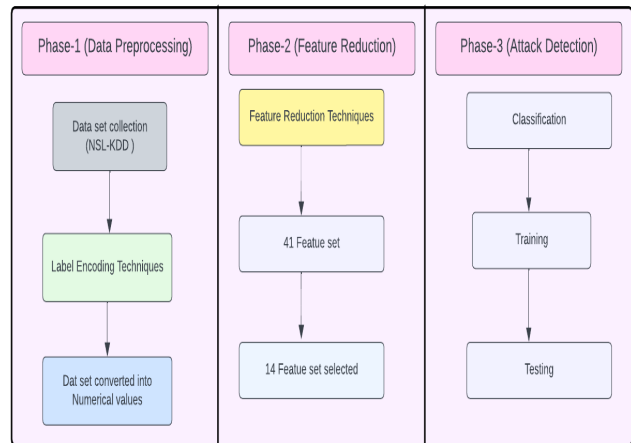 Phase-1 (Data Preprocessing)
Data set collection
(NSL-KDD )
Label Encoding Techniques
Dat set converted into
Numerical values
Phase-2 (Feature Reduction)
Feature Reduction Techniques
41 Featue set
14 Featue set selected
Phase-3 (Attack Detection)
Classification
Training
Testing